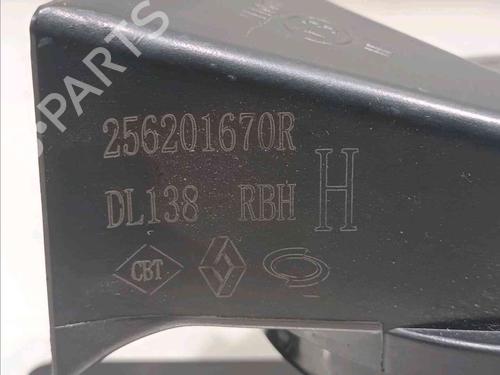 256201670R
DL138 RBH H
CBT
PARTS